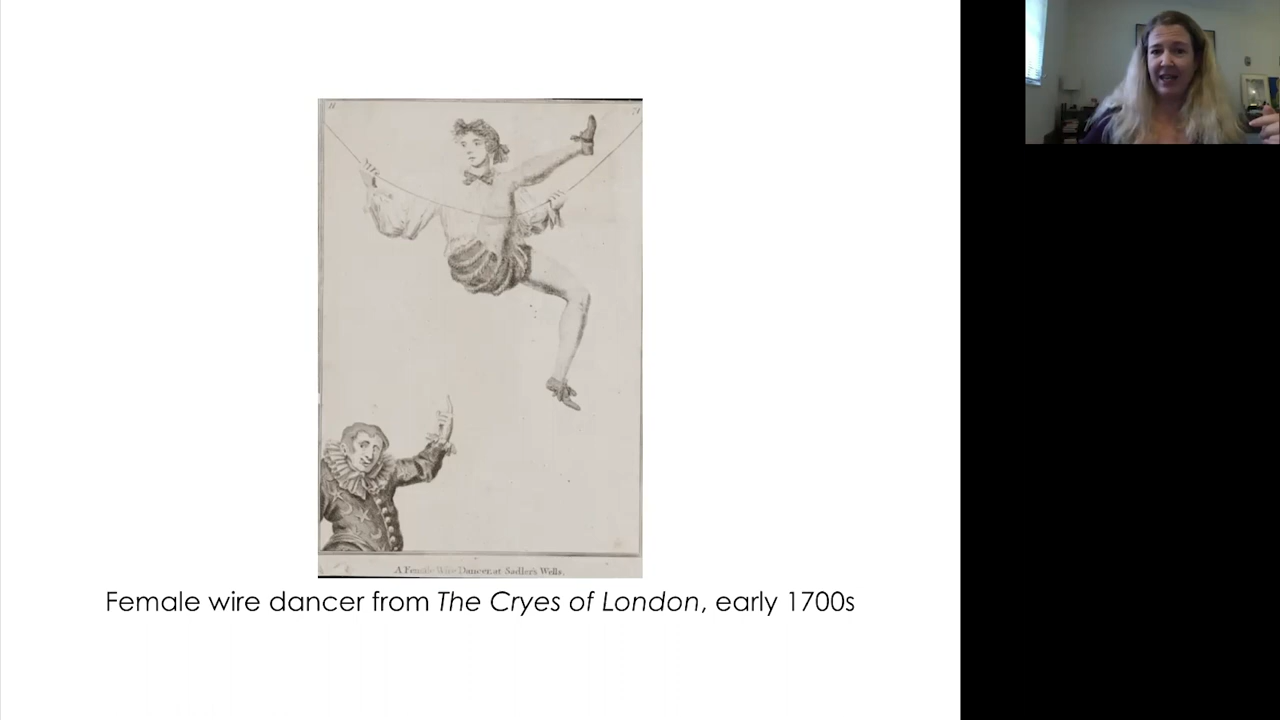 A Female Wire Dancer at Sadler's Wells.
Female wire dancer from The Cryes of London, early 1700s